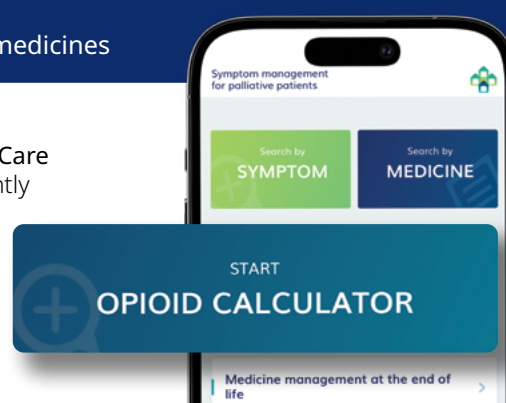 medicines
Care
ntly
Symptom management
for palliative patients
Search by
SYMPTOM
Search by
MEDICINE
START
OPIOID CALCULATOR
Medicine management at the end of
life